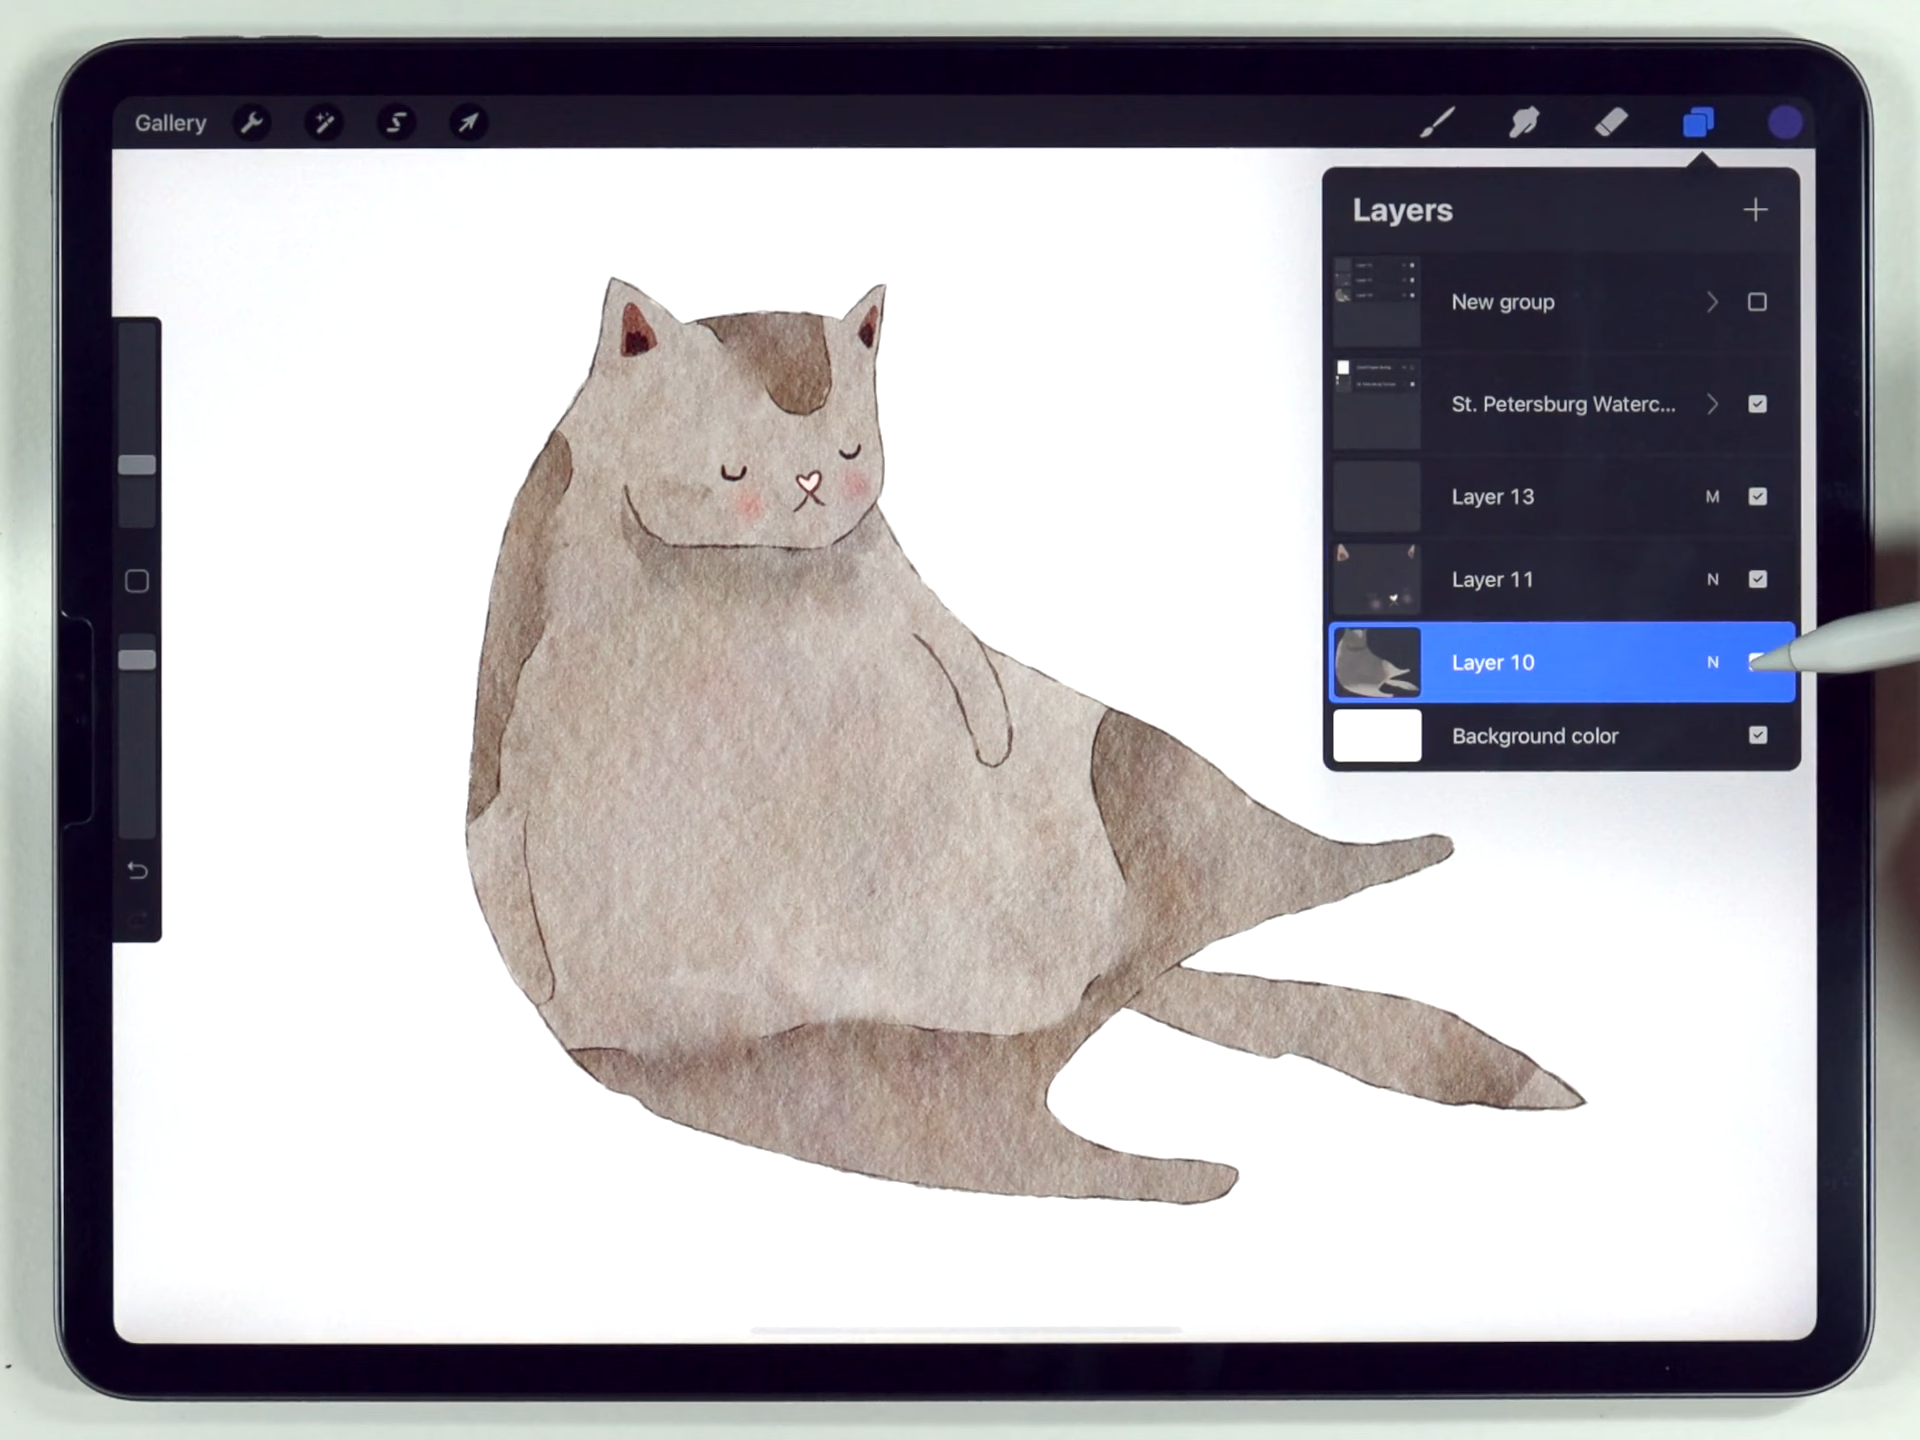 Gallery
Layers
New group
St. Petersburg Waterc...
Layer 13 M
Layer 11 N
Layer 10 N
Background color